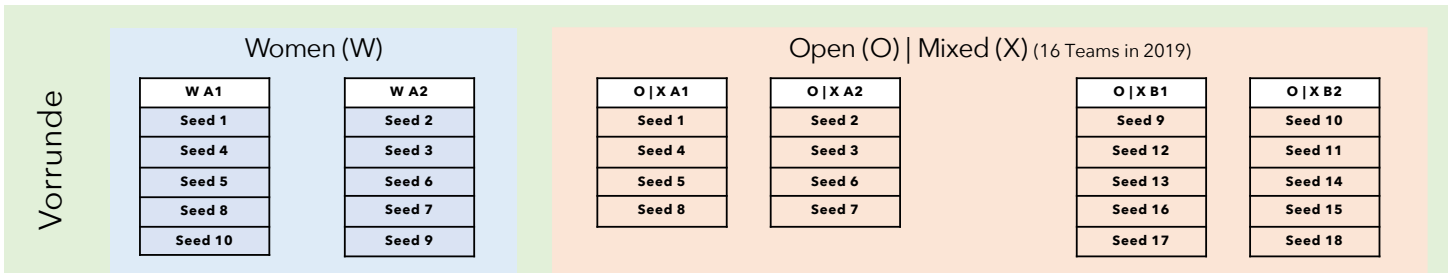 Vorrunde
Women (W)
W A1
Seed 1
Seed 4
Seed 5
Seed 8
Seed 10
W A2
Seed 2
Seed 3
Seed 6
Seed 7
Seed 9
Open (O) | Mixed (X) (16 Teams in 2019)
O | X A1
Seed 1
Seed 4
Seed 5
Seed 8
O | X A2
Seed 2
Seed 3
Seed 6
Seed 7
O | X B1
Seed 9
Seed 12
Seed 13
Seed 16
Seed 17
O | X B2
Seed 10
Seed 11
Seed 14
Seed 15
Seed 18